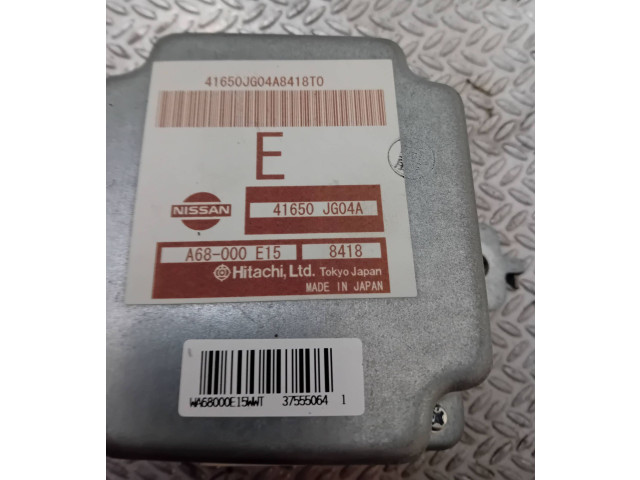 41650JG04A8418T0
E
NISSAN
41650 JG04A
A68-000 E15 8418
Hitachi, Ltd. Tokyo Japan
MADE IN JAPAN
WA68000E15WWT 37555064 1